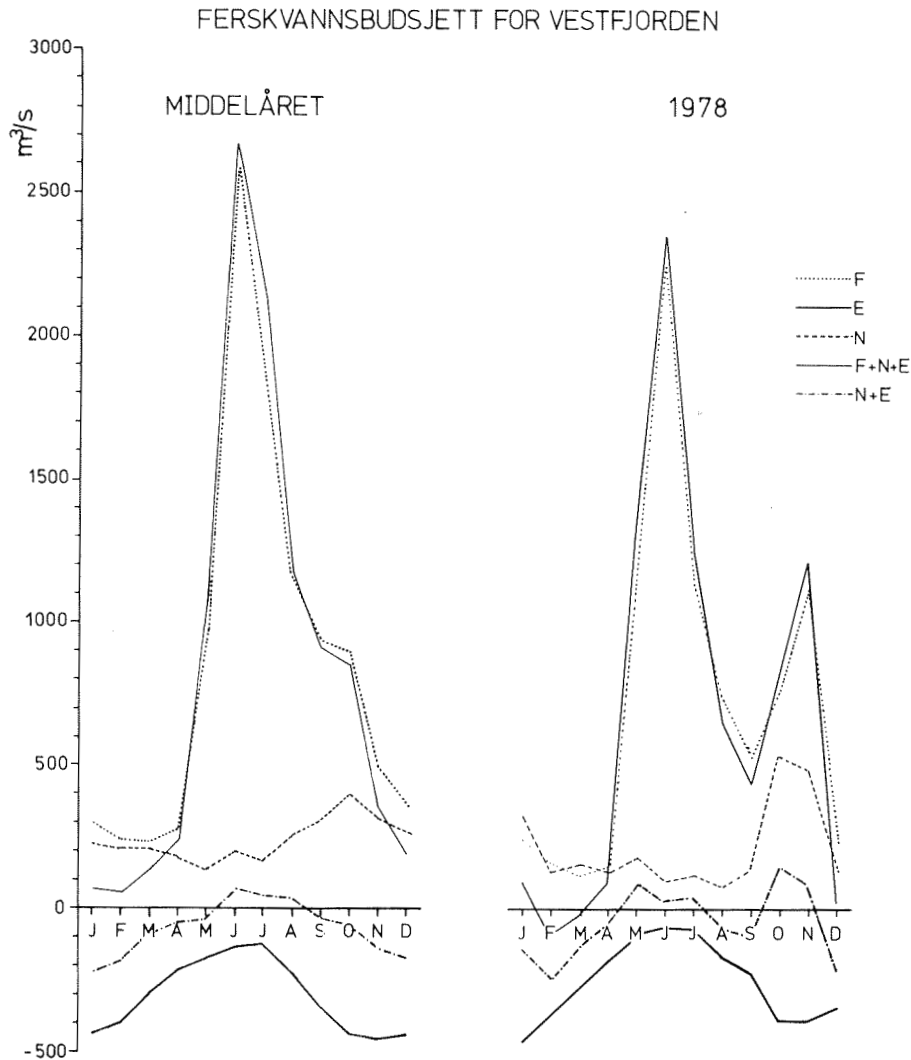 FERSKVANNSBUDSJETT FOR VESTFJORDEN
MIDDELÅRET
1978
m³/s
3000
2500
2000
1500
1000
500
0
-500
F
E
N
F+N+E
N+E
J F M A M J J A S O N D
J F M A M J J A S O N D